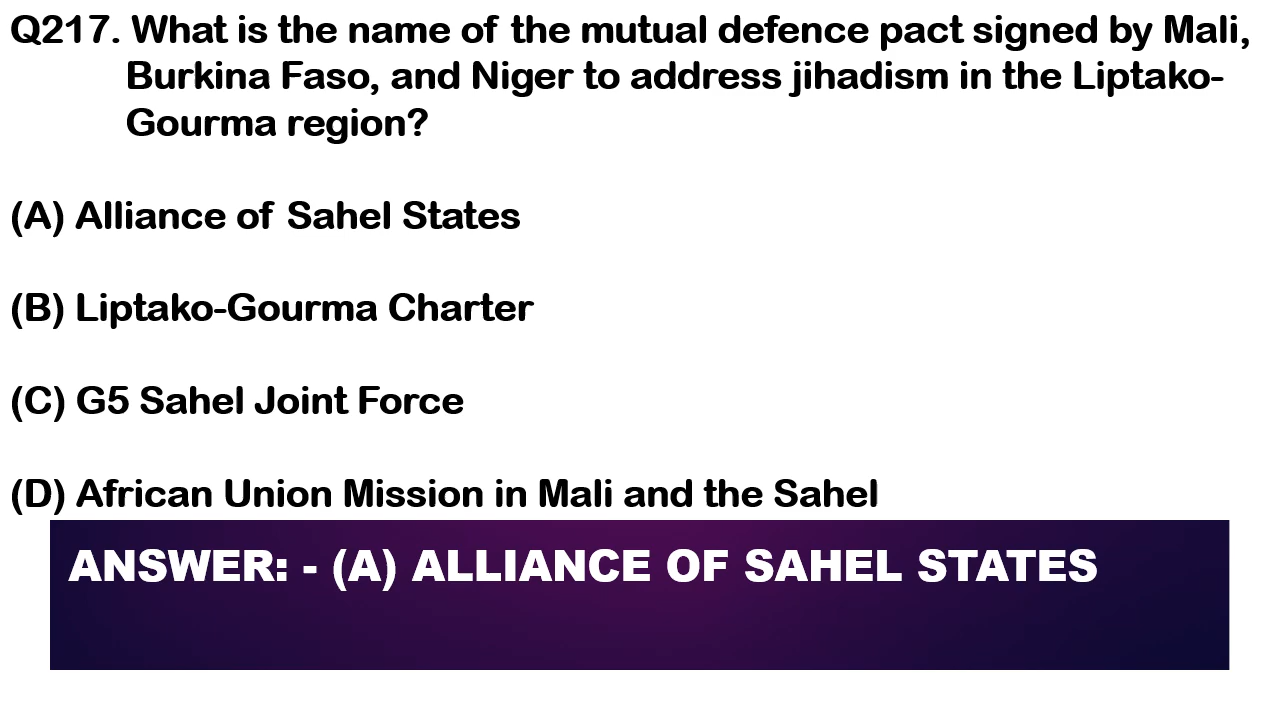 Q217. What is the name of the mutual defence pact signed by Mali,
Burkina Faso, and Niger to address jihadism in the Liptako-
Gourma region?
(A) Alliance of Sahel States
(B) Liptako-Gourma Charter
(C) G5 Sahel Joint Force
(D) African Union Mission in Mali and the Sahel
ANSWER: - (A) ALLIANCE OF SAHEL STATES